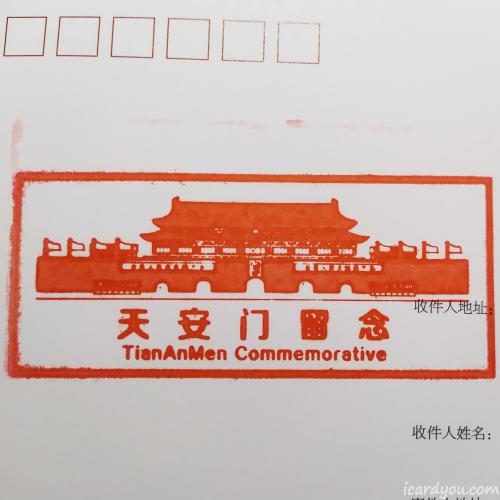 收件人地址:
天安门留念
TianAnMen Commemorative
收件人姓名:
icardyou.com